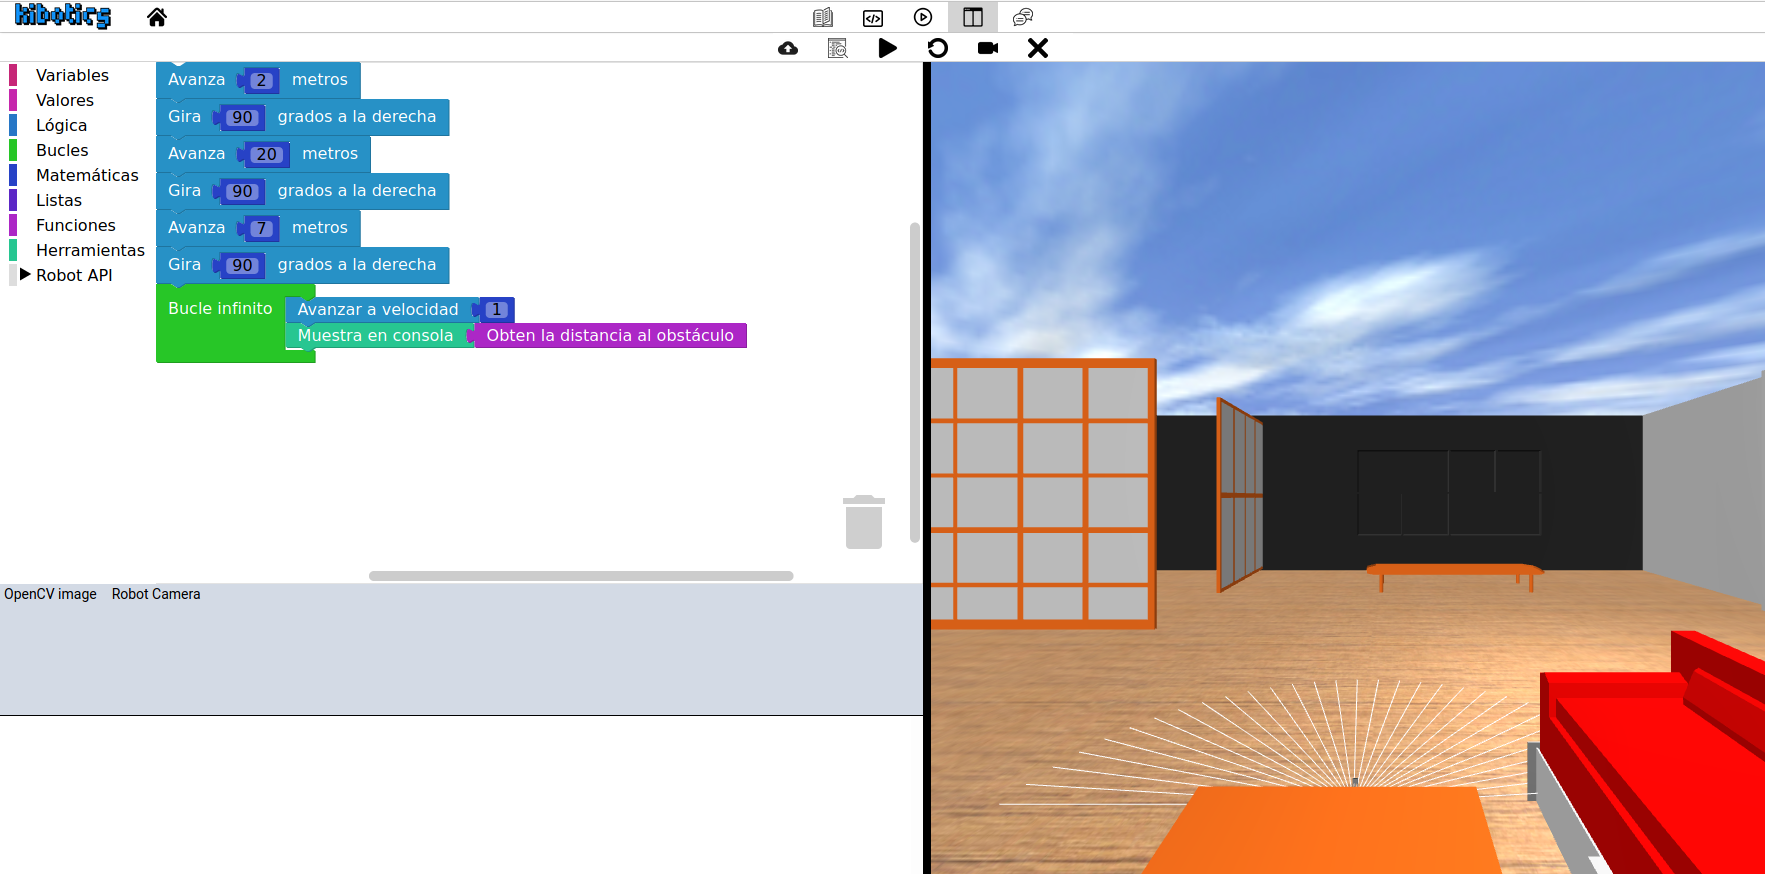 kibotics
Variables
Valores
Lógica
Bucles
Matemáticas
Listas
Funciones
Herramientas
Robot API
Avanza 2 metros
Gira 90 grados a la derecha
Avanza 20 metros
Gira 90 grados a la derecha
Avanza 7 metros
Gira 90 grados a la derecha
Bucle infinito Avanzar a velocidad 1
Muestra en consola Obten la distancia al obstáculo
OpenCV image Robot Camera